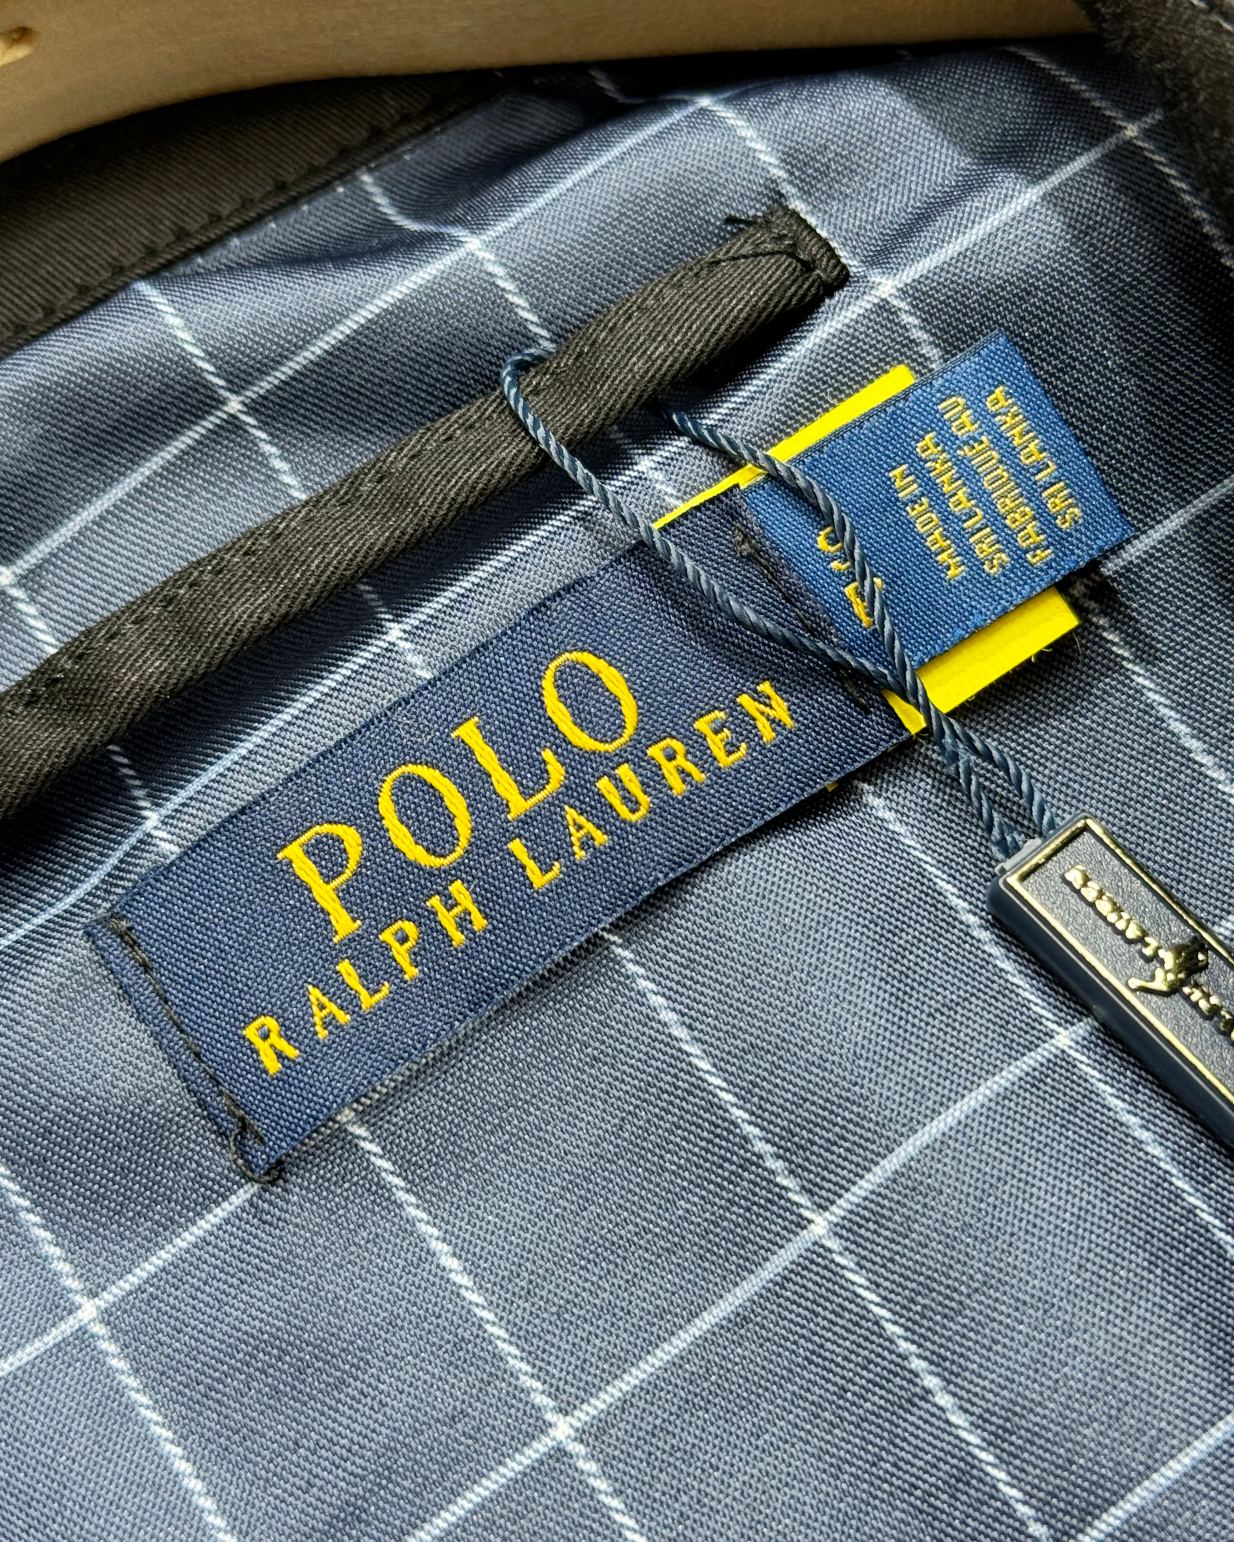 POLO
RALPH LAUREN
MADE IN
SRI LANKA
FABRIQUÉ AU
SRI LANKA